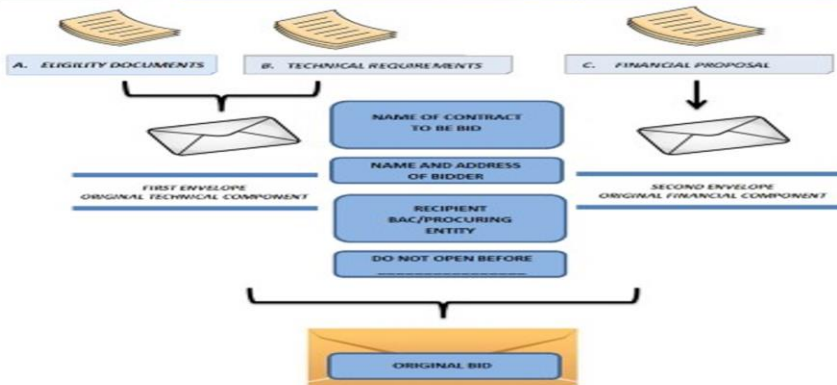 A. ELIGILITY DOCUMENTS
B. TECHNICAL REQUIREMENTS
C. FINANCIAL PROPOSAL
NAME OF CONTRACT
TO BE BID
NAME AND ADDRESS
OF BIDDER
FIRST ENVELOPE
ORIGINAL TECHNICAL COMPONENT
SECOND ENVELOPE
ORIGINAL FINANCIAL COMPONENT
RECIPIENT
BAC/PROCURING
ENTITY
DO NOT OPEN BEFORE
________________
ORIGINAL BID